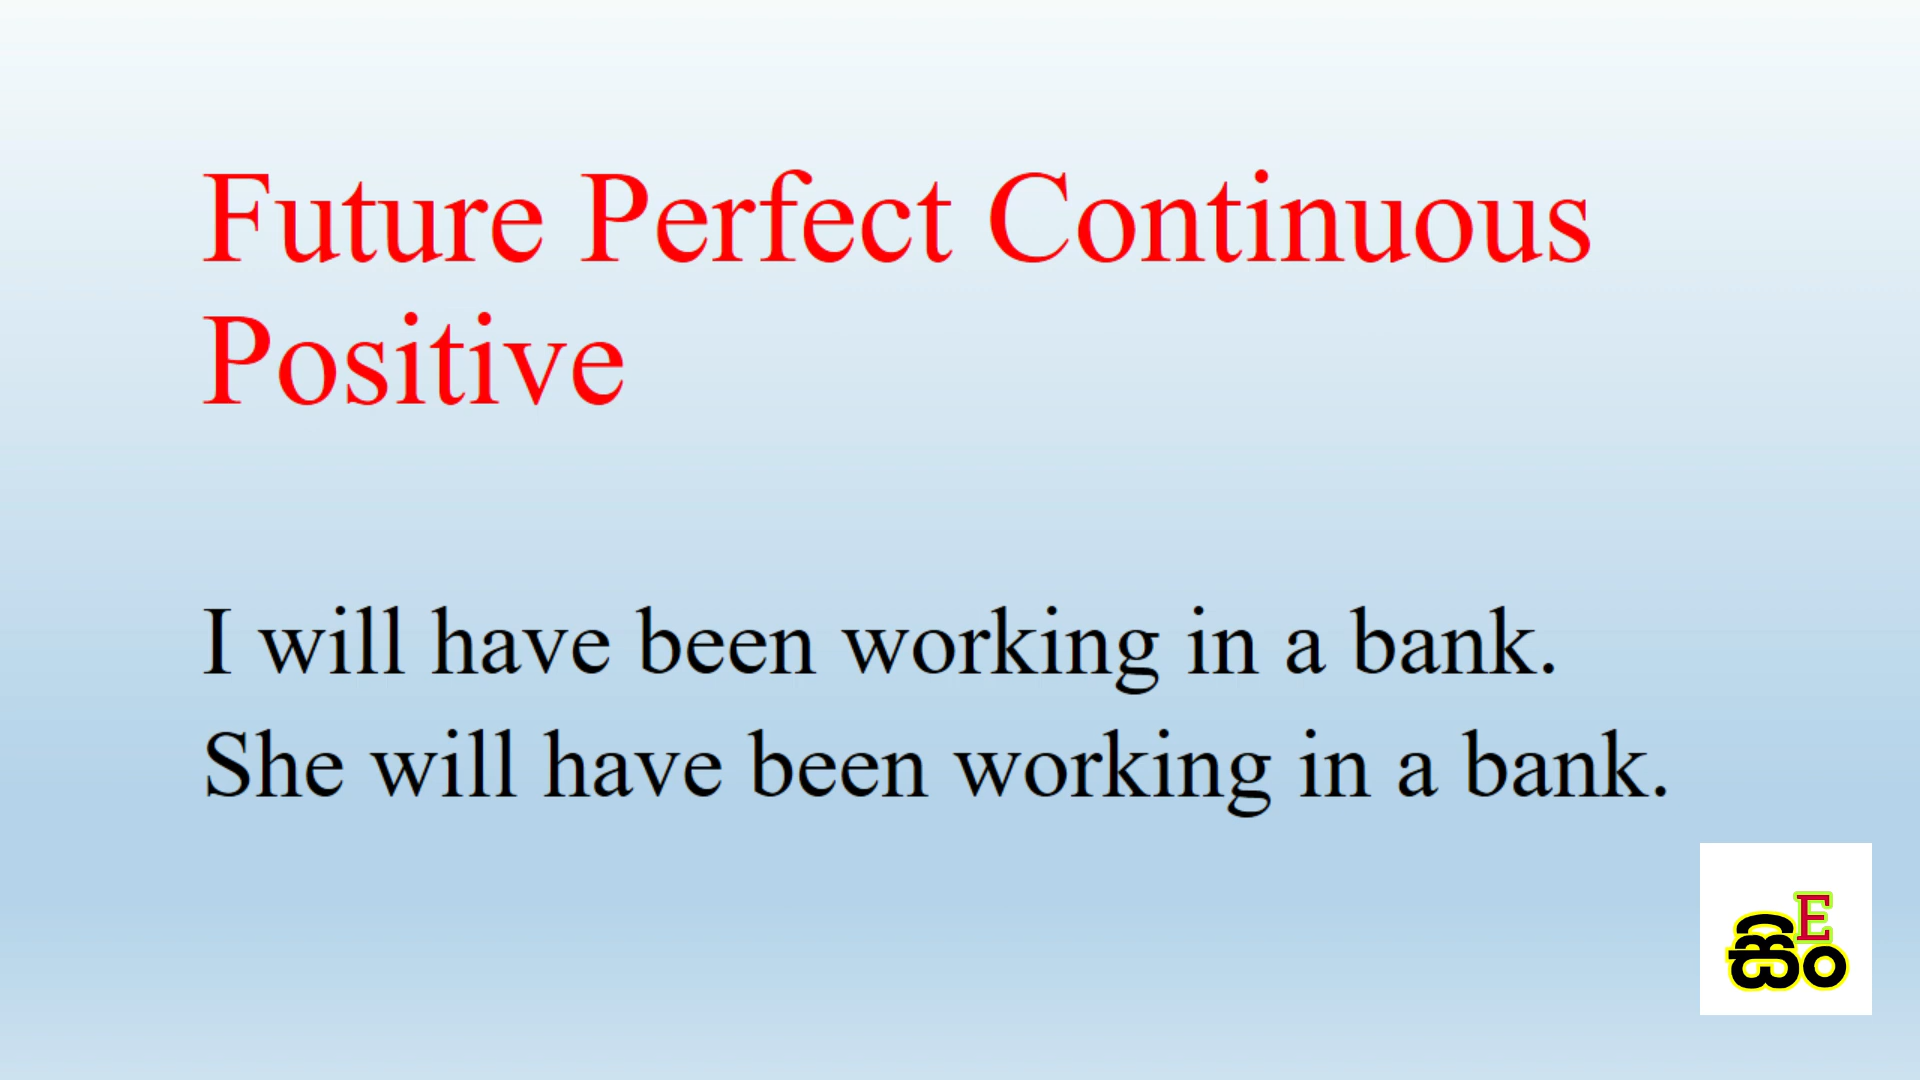 Future Perfect Continuous
Positive
I will have been working in a bank.
She will have been working in a bank.
E
සිං